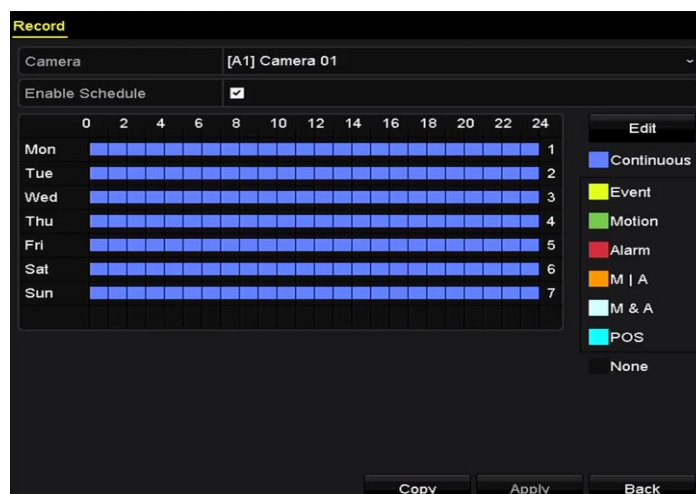 Record
Camera [A1] Camera 01
Enable Schedule
0 2 4 6 8 10 12 14 16 18 20 22 24
Edit
Mon 1
Continuous
Tue 2
Wed 3
Event
Thu 4
Motion
Fri 5
Alarm
Sat 6
M | A
Sun 7
M & A
POS
None
Copy Apply Back